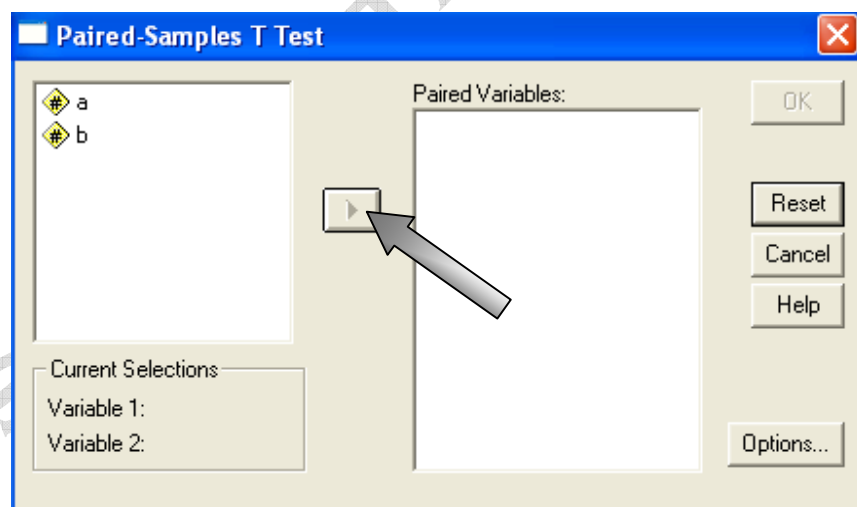 Paired-Samples T Test
a
b
Paired Variables:
OK
Reset
Cancel
Help
Current Selections
Variable 1:
Variable 2:
Options...